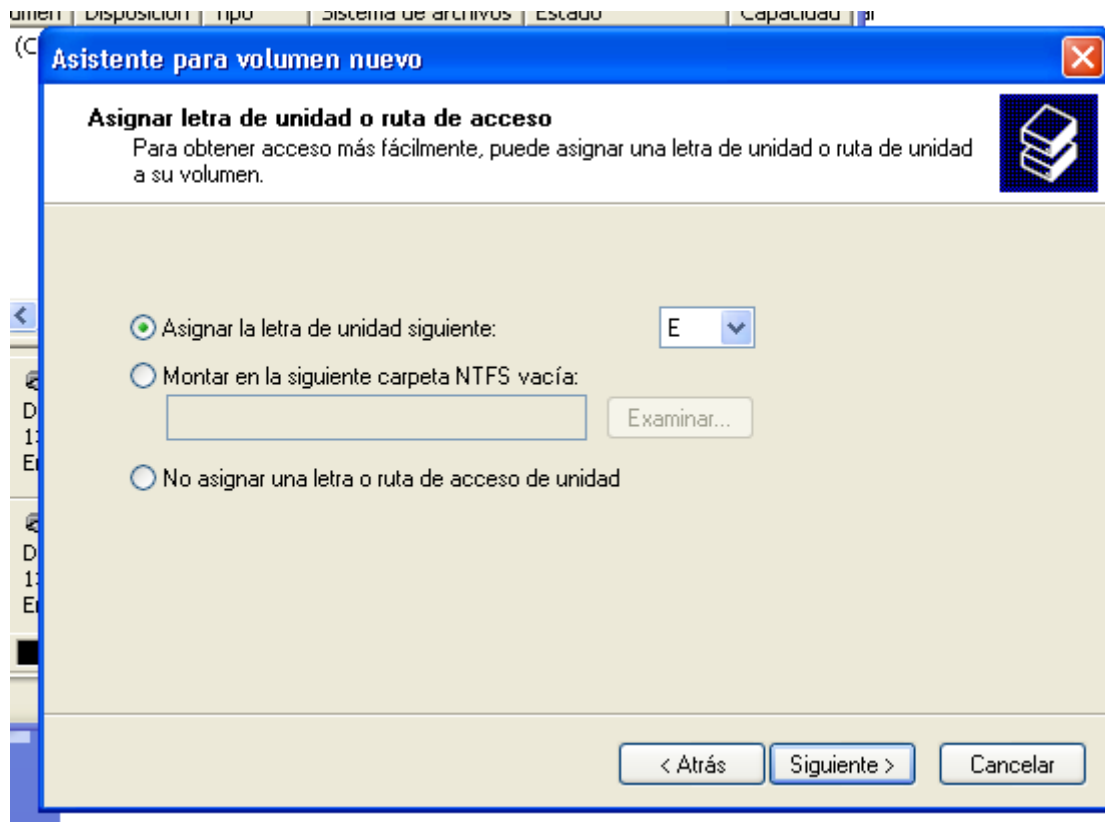 Disposición Tipo Sistema de archivos Estado Capacidad
(C
Asistente para volumen nuevo
Asignar letra de unidad o ruta de acceso
Para obtener acceso más fácilmente, puede asignar una letra de unidad o ruta de unidad
a su volumen.
Asignar la letra de unidad siguiente: E
Montar en la siguiente carpeta NTFS vacía:
Examinar...
No asignar una letra o ruta de acceso de unidad
< Atrás Siguiente > Cancelar